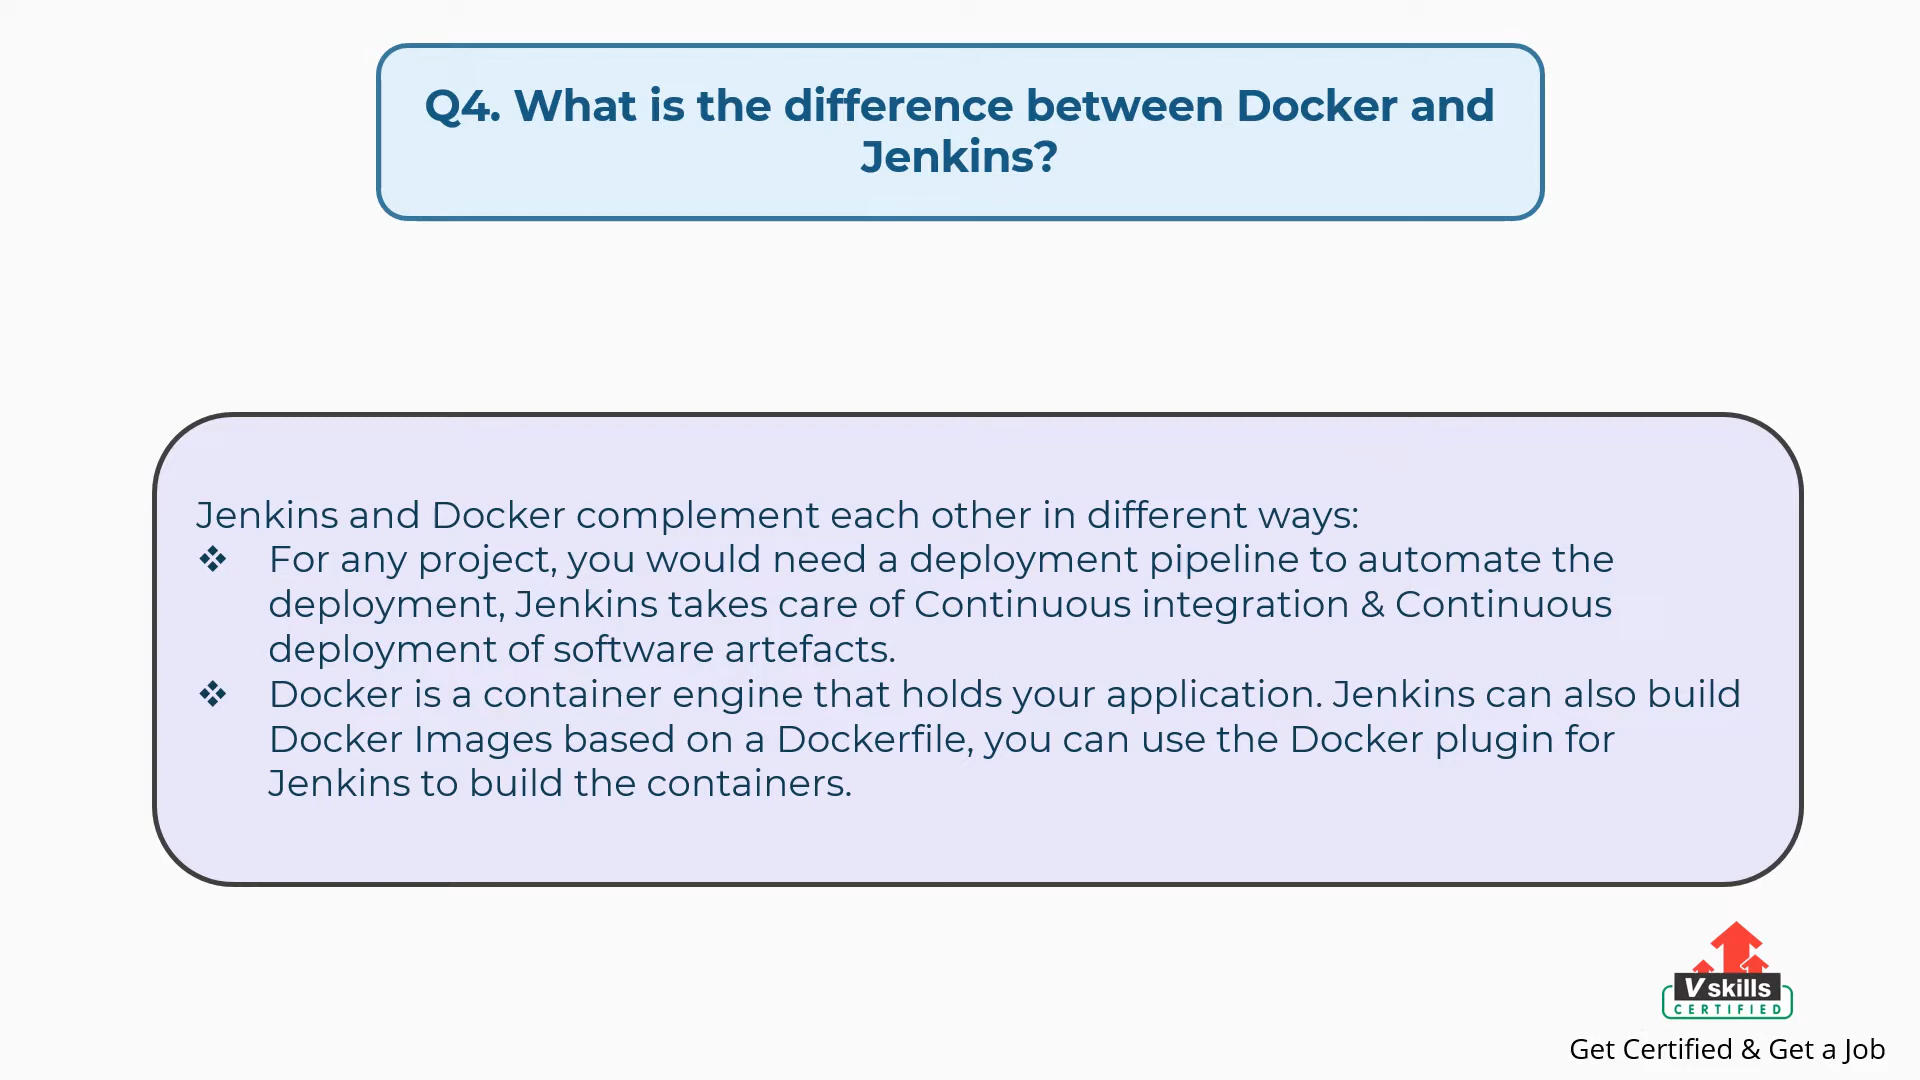 Q4. What is the difference between Docker and
Jenkins?
Jenkins and Docker complement each other in different ways:
❖ For any project, you would need a deployment pipeline to automate the
deployment, Jenkins takes care of Continuous integration & Continuous
deployment of software artefacts.
❖ Docker is a container engine that holds your application. Jenkins can also build
Docker Images based on a Dockerfile, you can use the Docker plugin for
Jenkins to build the containers.
Vskills
CERTIFIED
Get Certified & Get a Job